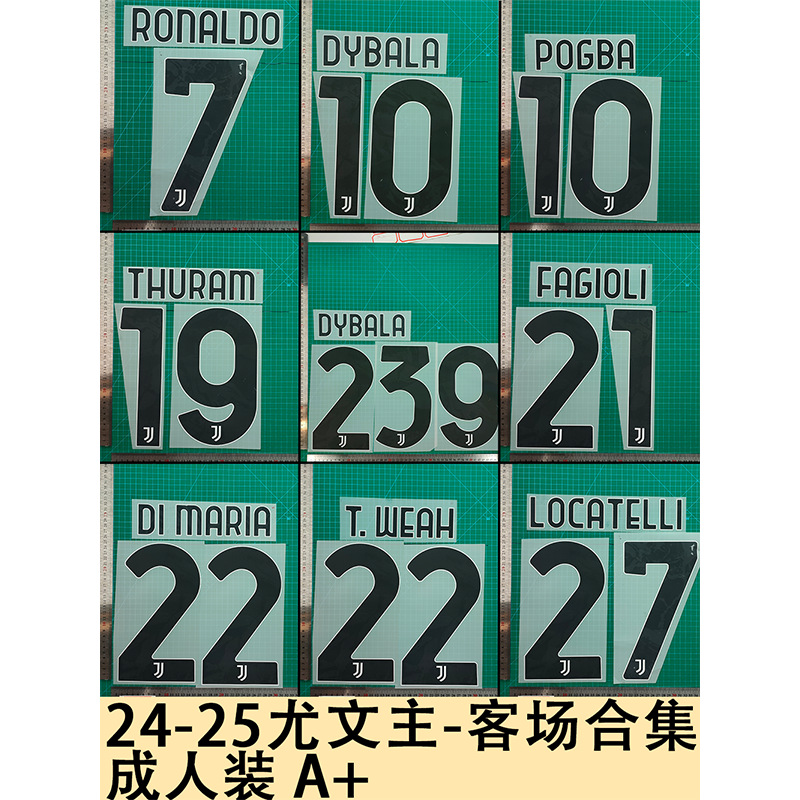 RONALDO
7
DYBALA
10
POGBA
10
THURAM
19
DYBALA
239
FAGIOLI
21
DI MARIA
22
T. WEAH
22
LOCATELLI
27
24-25尤文主-客场合集
成人装 A+